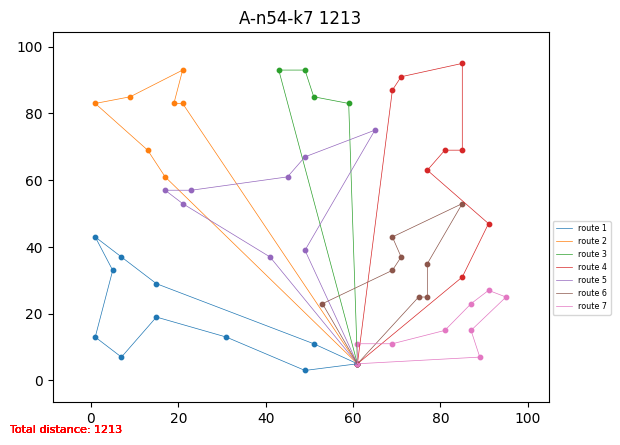 A-n54-k7 1213
100
80
60
40
20
0
0 20 40 60 80 100
route 1
route 2
route 3
route 4
route 5
route 6
route 7
Total distance: 1213